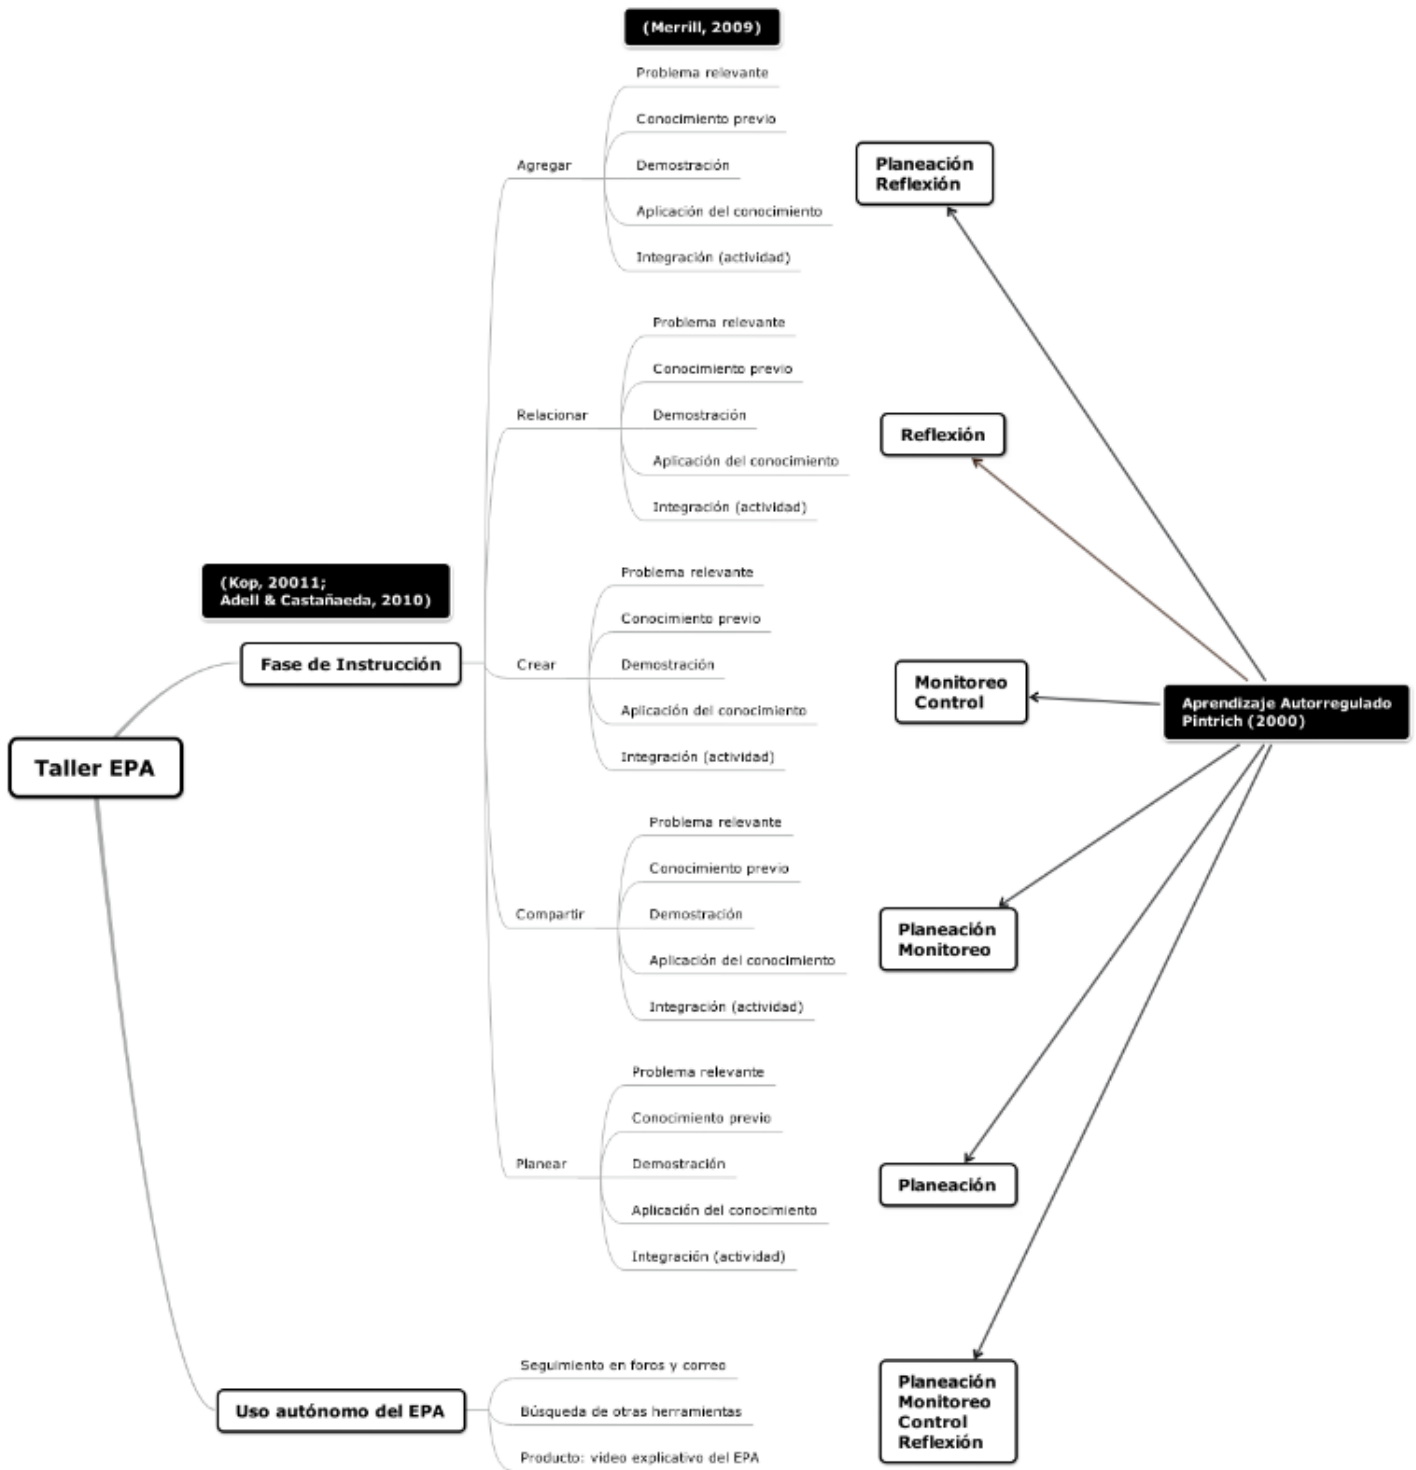 (Merrill, 2009)
Problema relevante
Conocimiento previo
Agregar
Demostración
Aplicación del conocimiento
Integración (actividad)
Planeación
Reflexión
Problema relevante
Conocimiento previo
Relacionar
Demostración
Aplicación del conocimiento
Integración (actividad)
Reflexión
(Kop, 20011;
Adell & Castañaeda, 2010)
Fase de Instrucción
Problema relevante
Conocimiento previo
Crear
Demostración
Aplicación del conocimiento
Integración (actividad)
Monitoreo
Control
Aprendizaje Autorregulado
Pintrich (2000)
Taller EPA
Problema relevante
Conocimiento previo
Compartir
Demostración
Aplicación del conocimiento
Integración (actividad)
Planeación
Monitoreo
Problema relevante
Conocimiento previo
Planear
Demostración
Aplicación del conocimiento
Integración (actividad)
Planeación
Uso autónomo del EPA
Seguimiento en foros y correo
Búsqueda de otras herramientas
Producto: video explicativo del EPA
Planeación
Monitoreo
Control
Reflexión